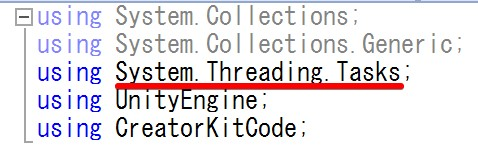 using System.Collections;
using System.Collections.Generic;
using System.Threading.Tasks;
using UnityEngine;
using CreatorKitCode;